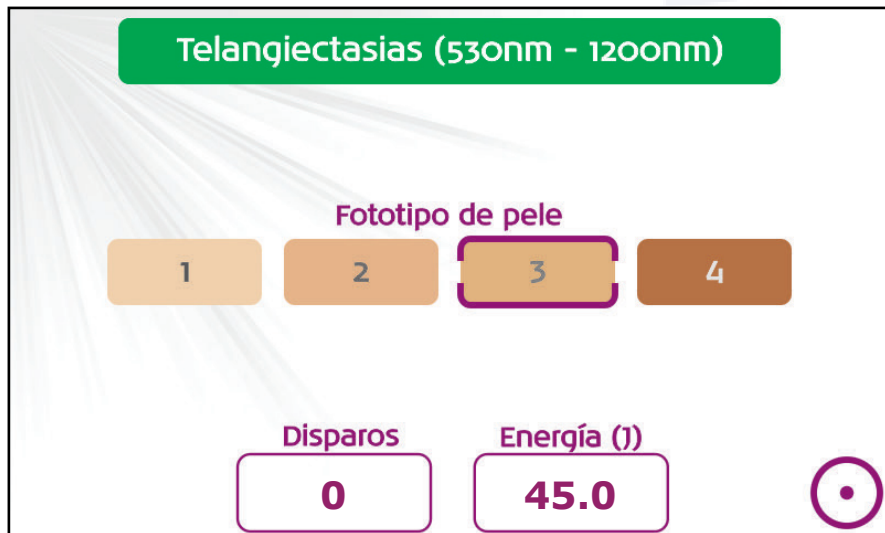 Telangiectasias (530nm - 1200nm)
Fototipo de pele
1 2 3 4
Disparos Energía (J)
0 45.0